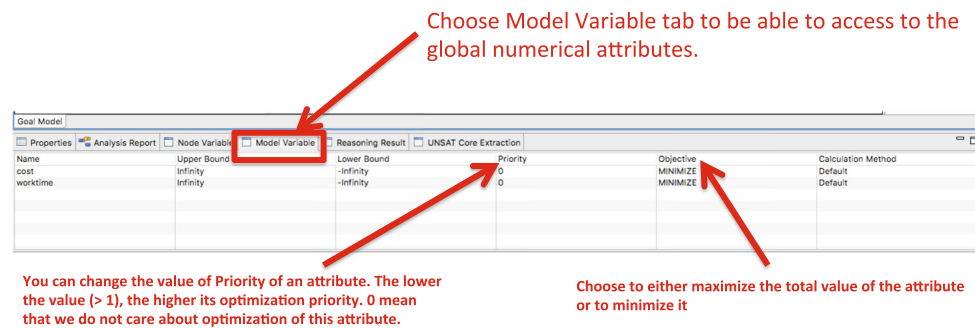 Choose Model Variable tab to be able to access to the
global numerical attributes.
Goal Model
Properties Analysis Report Node Variable Model Variable Reasoning Result UNSAT Core Extraction
Name Upper Bound Lower Bound Priority Objective Calculation Method
cost Infinity -Infinity 0 MINIMIZE Default
worktime Infinity -Infinity 0 MINIMIZE Default
You can change the value of Priority of an attribute. The lower
the value (> 1), the higher its optimization priority. 0 mean
that we do not care about optimization of this attribute.
Choose to either maximize the total value of the attribute
or to minimize it